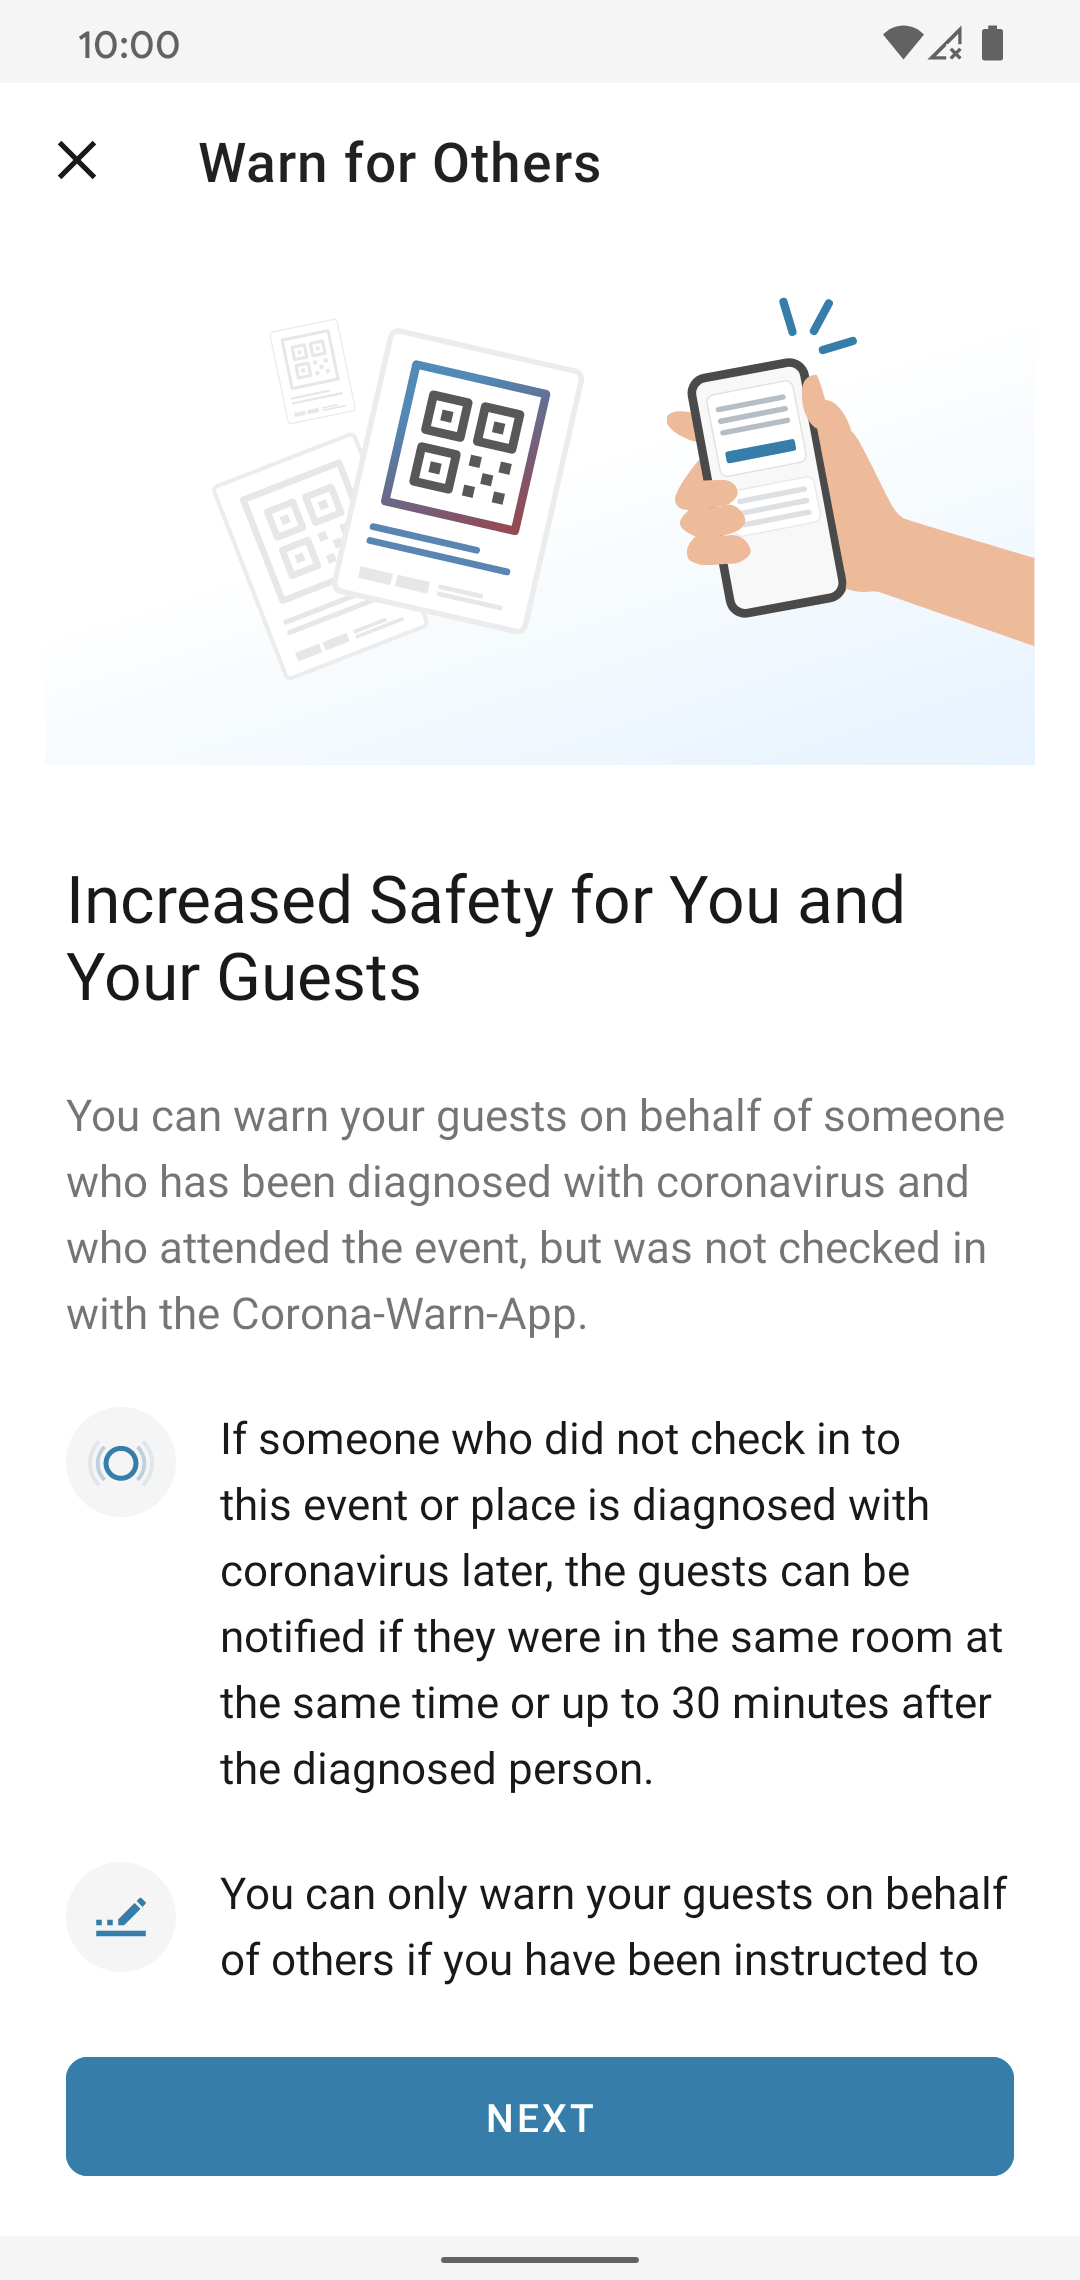 10:00
Warn for Others
Increased Safety for You and
Your Guests
You can warn your guests on behalf of someone
who has been diagnosed with coronavirus and
who attended the event, but was not checked in
with the Corona-Warn-App.
If someone who did not check in to
this event or place is diagnosed with
coronavirus later, the guests can be
notified if they were in the same room at
the same time or up to 30 minutes after
the diagnosed person.
You can only warn your guests on behalf
of others if you have been instructed to
NEXT